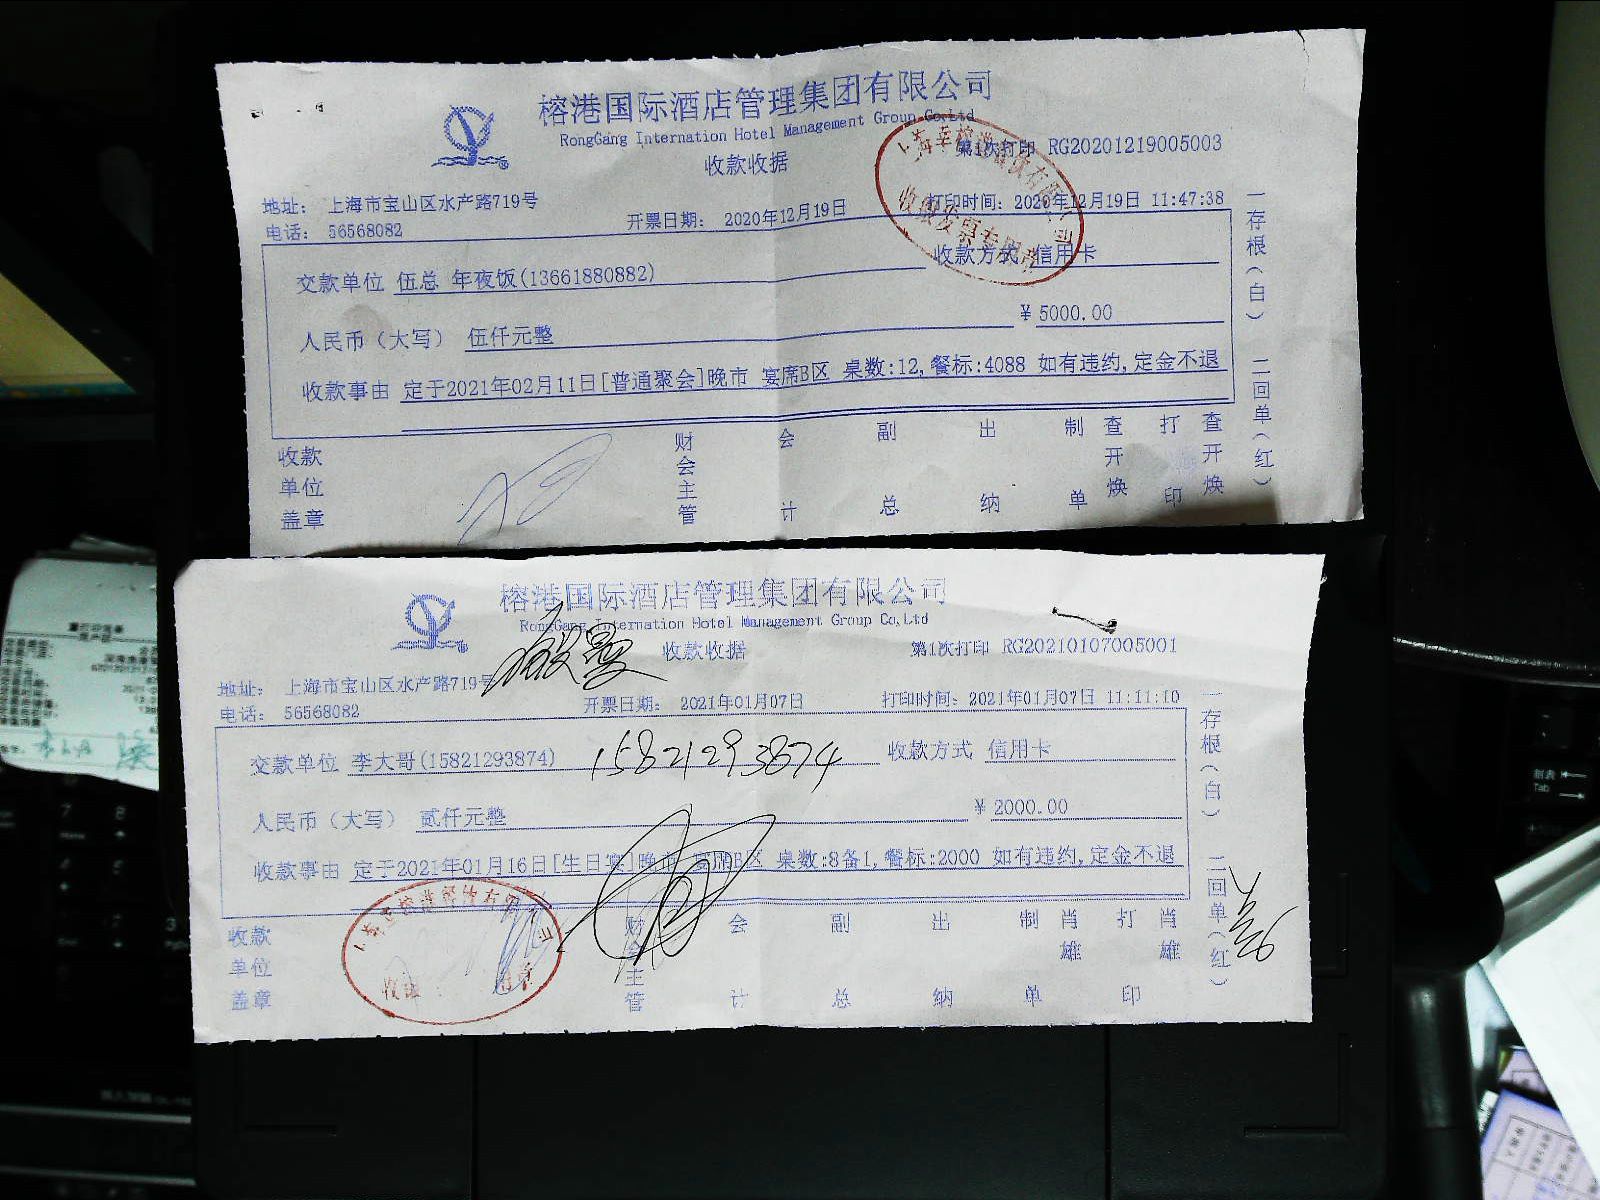 榕港国际酒店管理集团有限公司
RongGang Internation Hotel Management Group Co,Ltd
收款收据
第1次打印 RG20201219005003
地址： 上海市宝山区水产路719号
电话： 56568082
开票日期： 2020年12月19日
打印时间：2020年12月19日 11:47:38
交款单位 伍总 年夜饭(13661880882)
收款方式 信用卡
人民币（大写） 伍仟元整
￥5000.00
收款事由 定于2021年02月11日[普通聚会]晚市 宴席B区 桌数:12,餐标:4088 如有违约,定金不退
收款单位盖章
财会主管
会计
副总
出纳
制单
查开焕
打印
查开焕
一存根（白） 二回单（红）
榕港国际酒店管理集团有限公司
RongGang Internation Hotel Management Group Co,Ltd
收款收据
第1次打印 RG20210107005001
地址： 上海市宝山区水产路719号
电话： 56568082
开票日期： 2021年01月07日
打印时间：2021年01月07日 11:11:10
交款单位 李大哥(15821293874)
15821293874
收款方式 信用卡
人民币（大写） 贰仟元整
￥2000.00
收款事由 定于2021年01月16日[生日宴]晚市 宴席B区 桌数:8备1,餐标:2000 如有违约,定金不退
收款单位盖章
财会主管
会计
副总
出纳
制单
肖雄
打印
肖雄
一存根（白） 二回单（红）
Tab